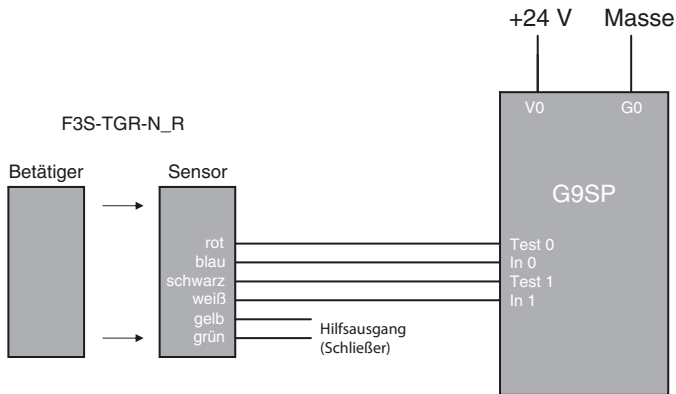 +24 V Masse
V0 G0
F3S-TGR-N_R
Betätiger Sensor
G9SP
rot Test 0
blau In 0
schwarz Test 1
weiß In 1
gelb
grün
Hilfsausgang
(Schließer)